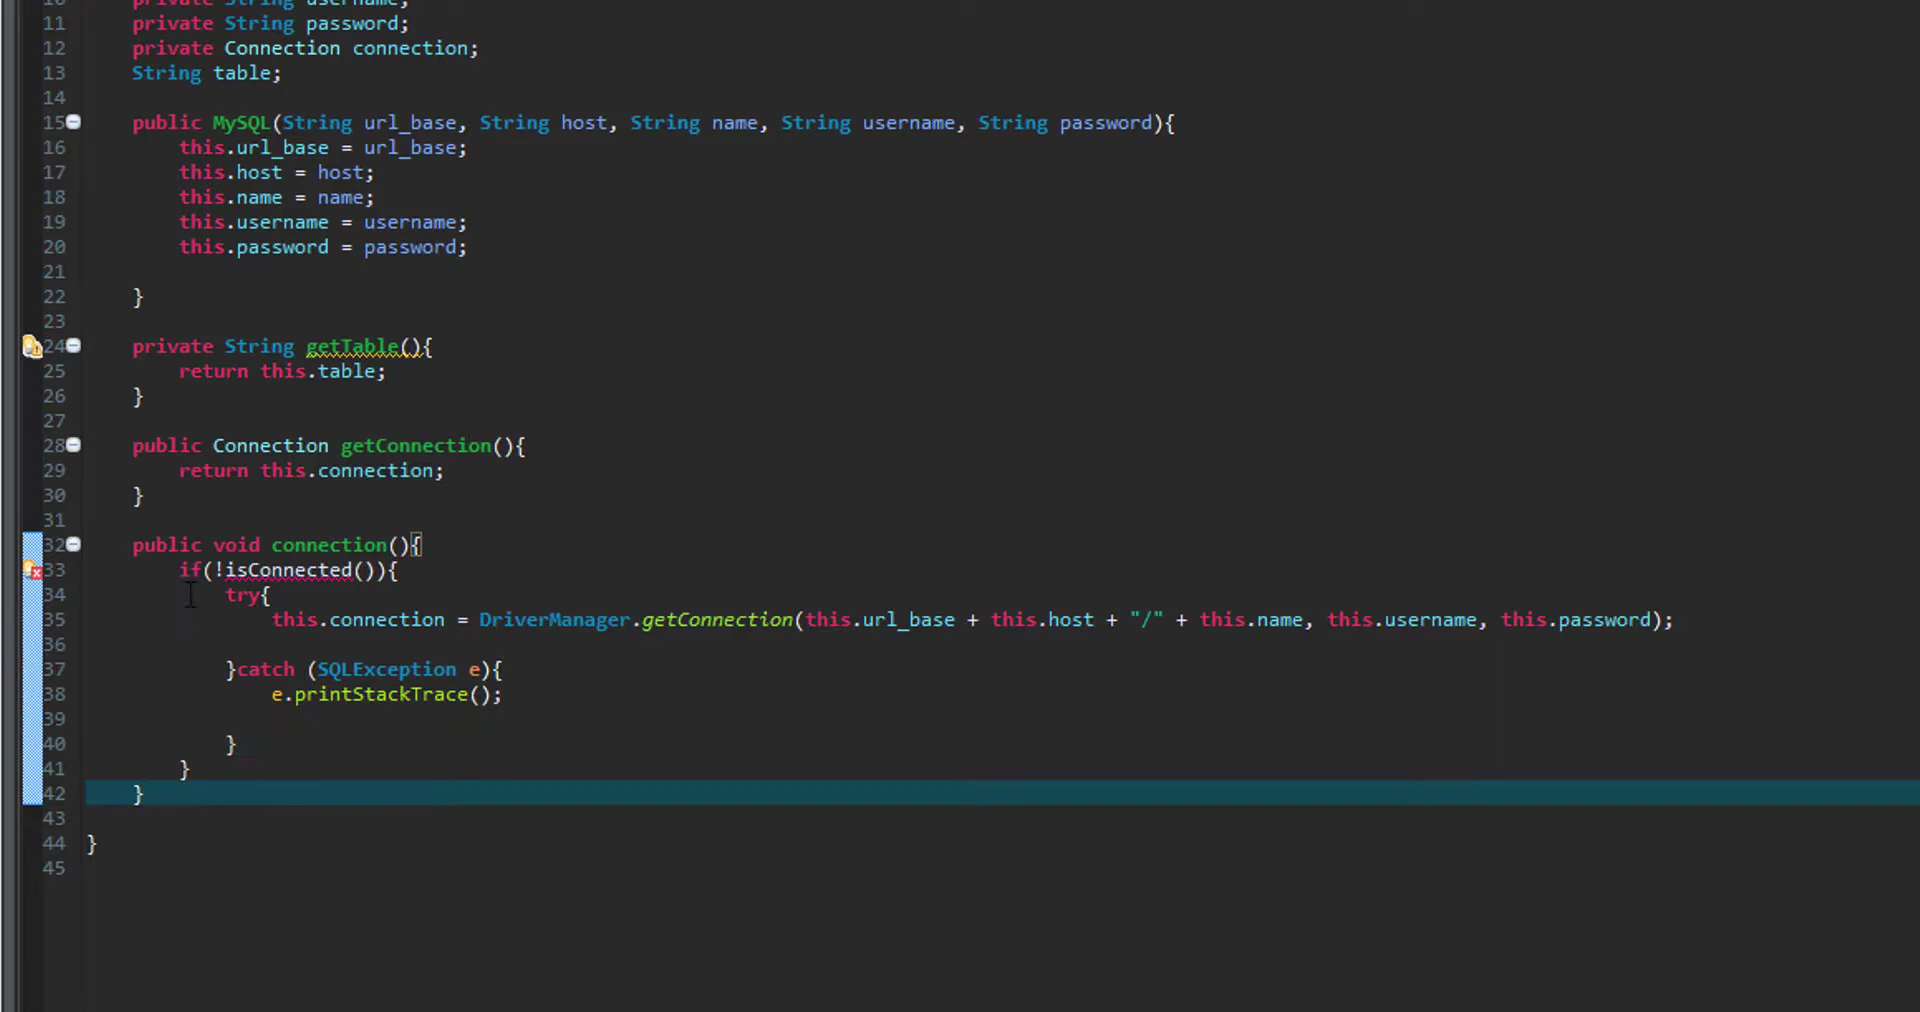 10 private String username;
11 private String password;
12 private Connection connection;
13 String table;
14
15 public MySQL(String url_base, String host, String name, String username, String password){
16 this.url_base = url_base;
17 this.host = host;
18 this.name = name;
19 this.username = username;
20 this.password = password;
21
22 }
23
24 private String getTable(){
25 return this.table;
26 }
27
28 public Connection getConnection(){
29 return this.connection;
30 }
31
32 public void connection(){
33 if(!isConnected()){
34 try{
35 this.connection = DriverManager.getConnection(this.url_base + this.host + "/" + this.name, this.username, this.password);
36
37 }catch (SQLException e){
38 e.printStackTrace();
39
40 }
41 }
42 }
43
44 }
45